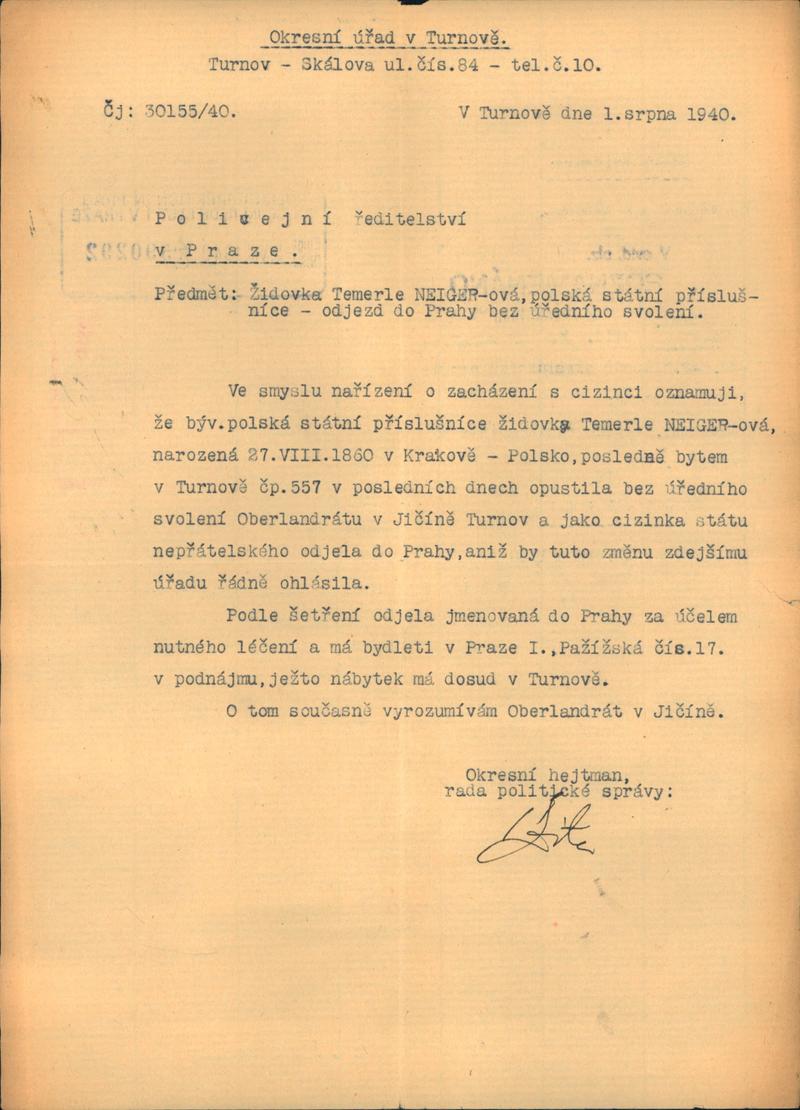 Okresní úřad v Turnově.
Turnov - Skálova ul.čís.84 - tel.č.10.
Čj: 30155/40.
V Turnově dne 1.srpna 1940.
Policejní ředitelství
v Praze.
Předmět: Židovka Temerle NEIGER-ová,polská státní přísluš-
níce - odjezd do Prahy bez úředního svolení.
Ve smyslu nařízení o zacházení s cizinci oznamuji,
že býv.polská státní příslušnice židovka Temerle NEIGER-ová,
narozená 27.VIII.1860 v Krakově - Polsko,posledně bytem
v Turnově čp.557 v posledních dnech opustila bez úředního
svolení Oberlandrátu v Jičíně Turnov a jako cizinka státu
nepřátelského odjela do Prahy,aniž by tuto změnu zdejšímu
úřadu řádně ohlásila.
Podle šetření odjela jmenovaná do Prahy za účelem
nutného léčení a má bydleti v Praze I.,Pažížská čís.17.
v podnájmu,ježto nábytek má dosud v Turnově.
O tom současně vyrozumívám Oberlandrát v Jičíně.
Okresní hejtman,
rada politické správy: